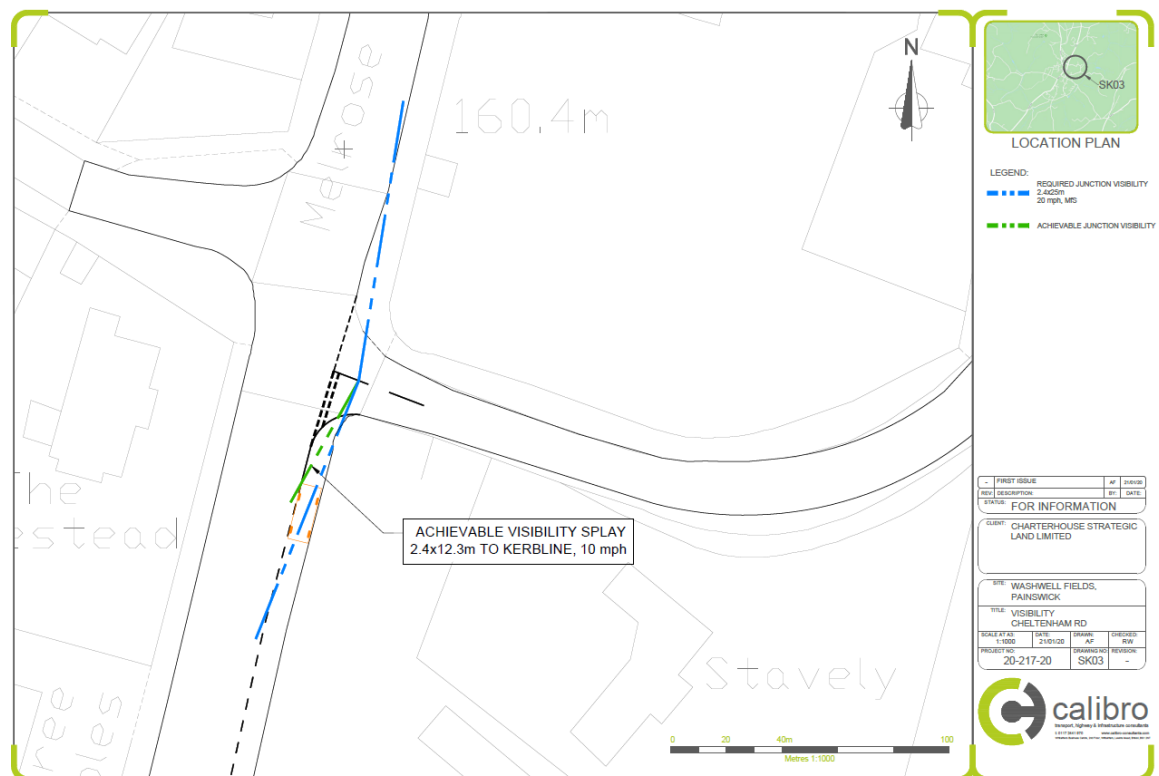 Melrose
160.4m
N
SK03
LOCATION PLAN
LEGEND:
REQUIRED JUNCTION VISIBILITY
2.4x25m
20 mph, MfS
ACHIEVABLE JUNCTION VISIBILITY
The
estead
ACHIEVABLE VISIBILITY SPLAY
2.4x12.3m TO KERBLINE, 10 mph
Stavely
0 20 40m 100
Metres 1:1000
- FIRST ISSUE AF 21/01/20
REV: DESCRIPTION: BY: DATE:
STATUS: FOR INFORMATION
CLIENT: CHARTERHOUSE STRATEGIC
LAND LIMITED
SITE: WASHWELL FIELDS,
PAINSWICK
TITLE: VISIBILITY
CHELTENHAM RD
SCALE AT A3: DATE: DRAWN: CHECKED:
1:1000 21/01/20 AF RW
PROJECT NO: DRAWING NO: REVISION:
20-217-20 SK03 -
calibro
transport, highway & infrastructure consultants